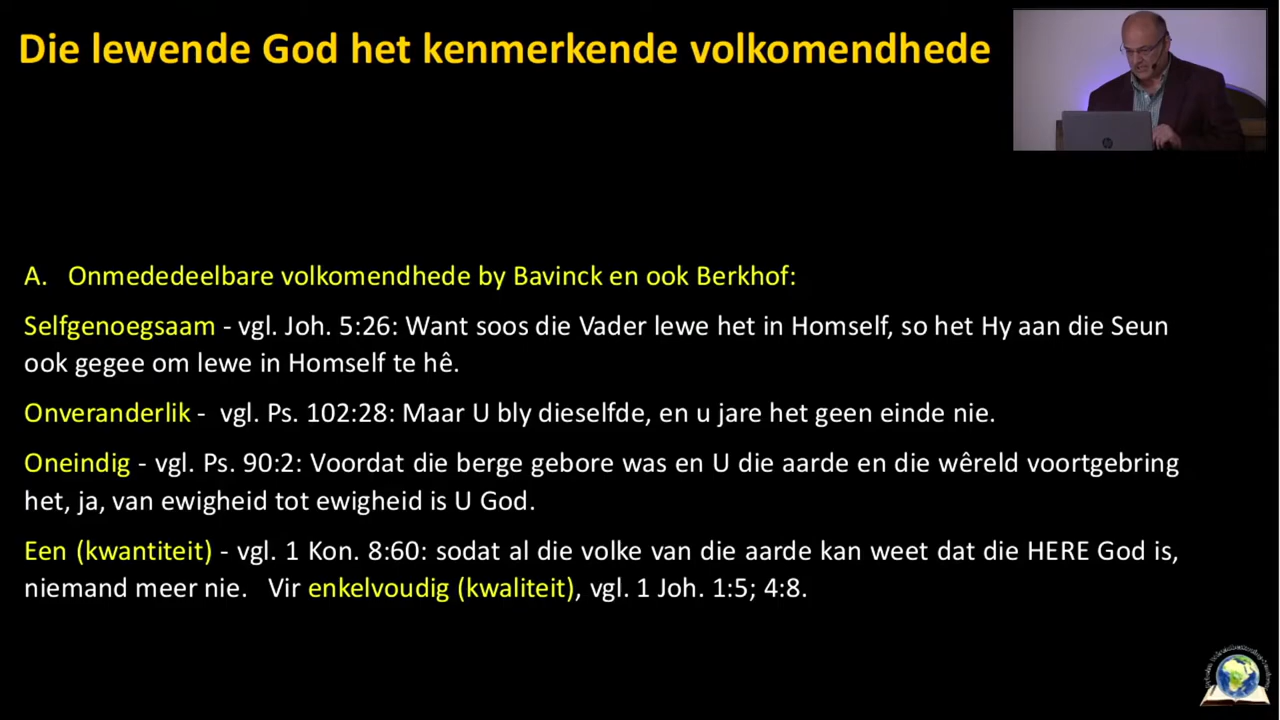 Die lewende God het kenmerkende volkomendhede
A. Onmededeelbare volkomendhede by Bavinck en ook Berkhof:
Selfgenoegsaam - vgl. Joh. 5:26: Want soos die Vader lewe het in Homself, so het Hy aan die Seun
ook gegee om lewe in Homself te hê.
Onveranderlik - vgl. Ps. 102:28: Maar U bly dieselfde, en u jare het geen einde nie.
Oneindig - vgl. Ps. 90:2: Voordat die berge gebore was en U die aarde en die wêreld voortgebring
het, ja, van ewigheid tot ewigheid is U God.
Een (kwantiteit) - vgl. 1 Kon. 8:60: sodat al die volke van die aarde kan weet dat die HERE God is,
niemand meer nie. Vir enkelvoudig (kwaliteit), vgl. 1 Joh. 1:5; 4:8.